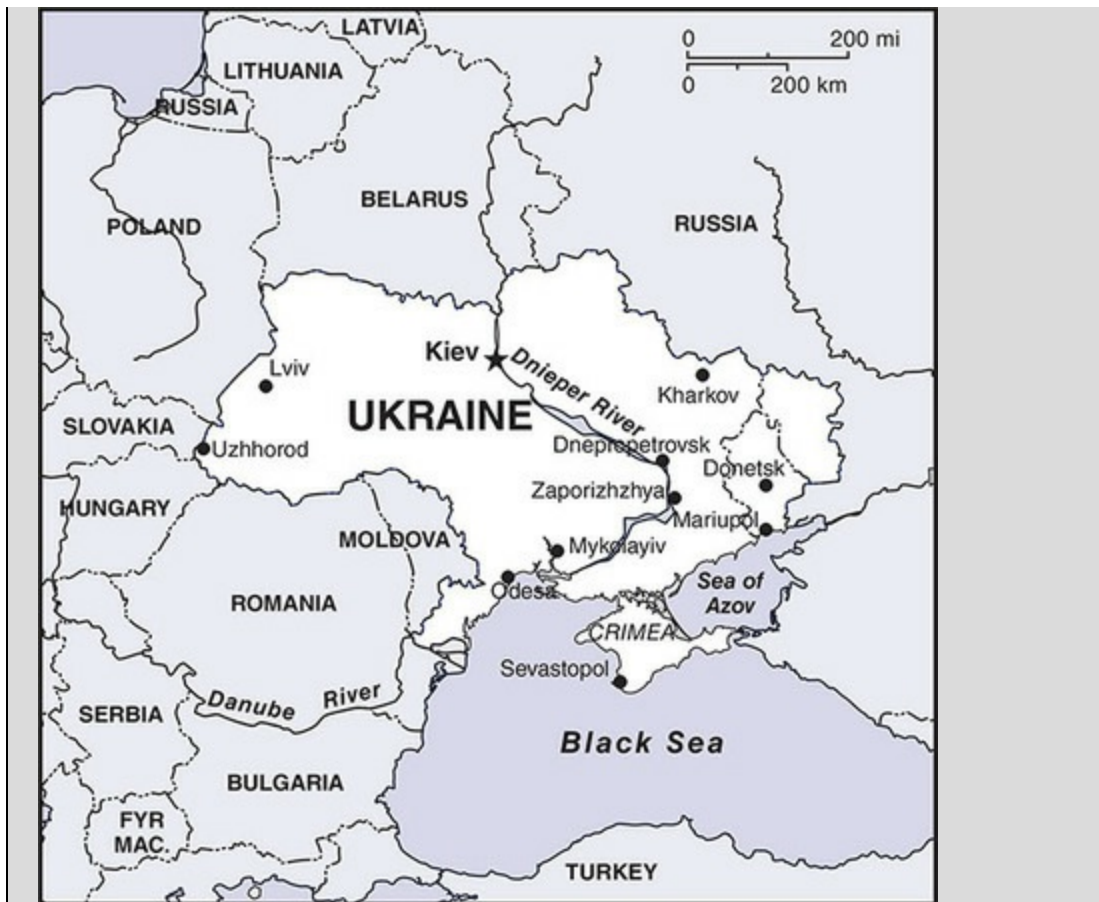 LATVIA
0 200 mi
0 200 km
LITHUANIA
RUSSIA
BELARUS
RUSSIA
POLAND
Kiev
Dnieper River
Lviv
Kharkov
UKRAINE
SLOVAKIA
Uzhhorod
Dnepropetrovsk
Donetsk
Zaporizhzhya
HUNGARY
Mariupol
MOLDOVA
Mykolayiv
Odesa
Sea of
Azov
ROMANIA
CRIMEA
Sevastopol
Danube River
SERBIA
Black Sea
BULGARIA
FYR
MAC.
TURKEY